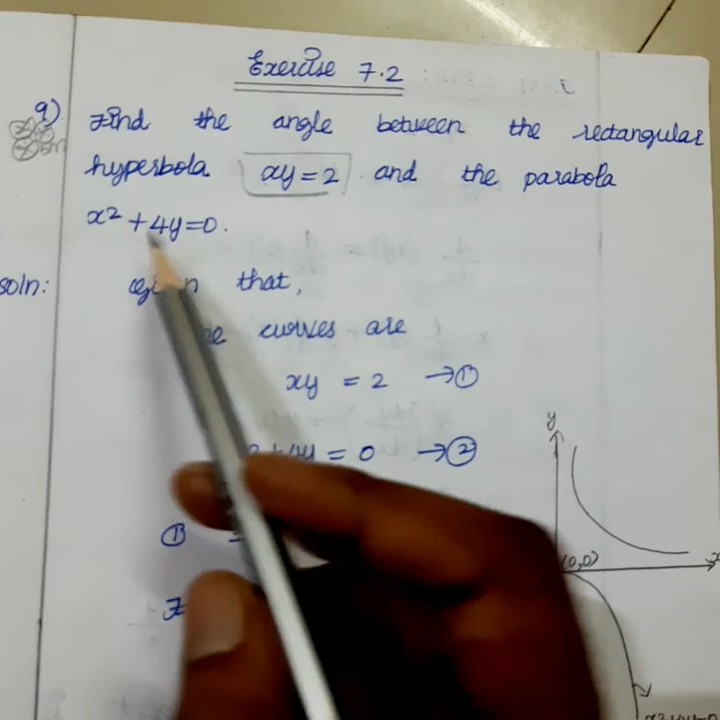 Exercise 7.2
9) Find the angle between the rectangular
hyperbola xy = 2 and the parabola
x² + 4y = 0.
soln: that,
curves are
xy = 2 → ①
= 0 → ②
①
y
x
(0,0)